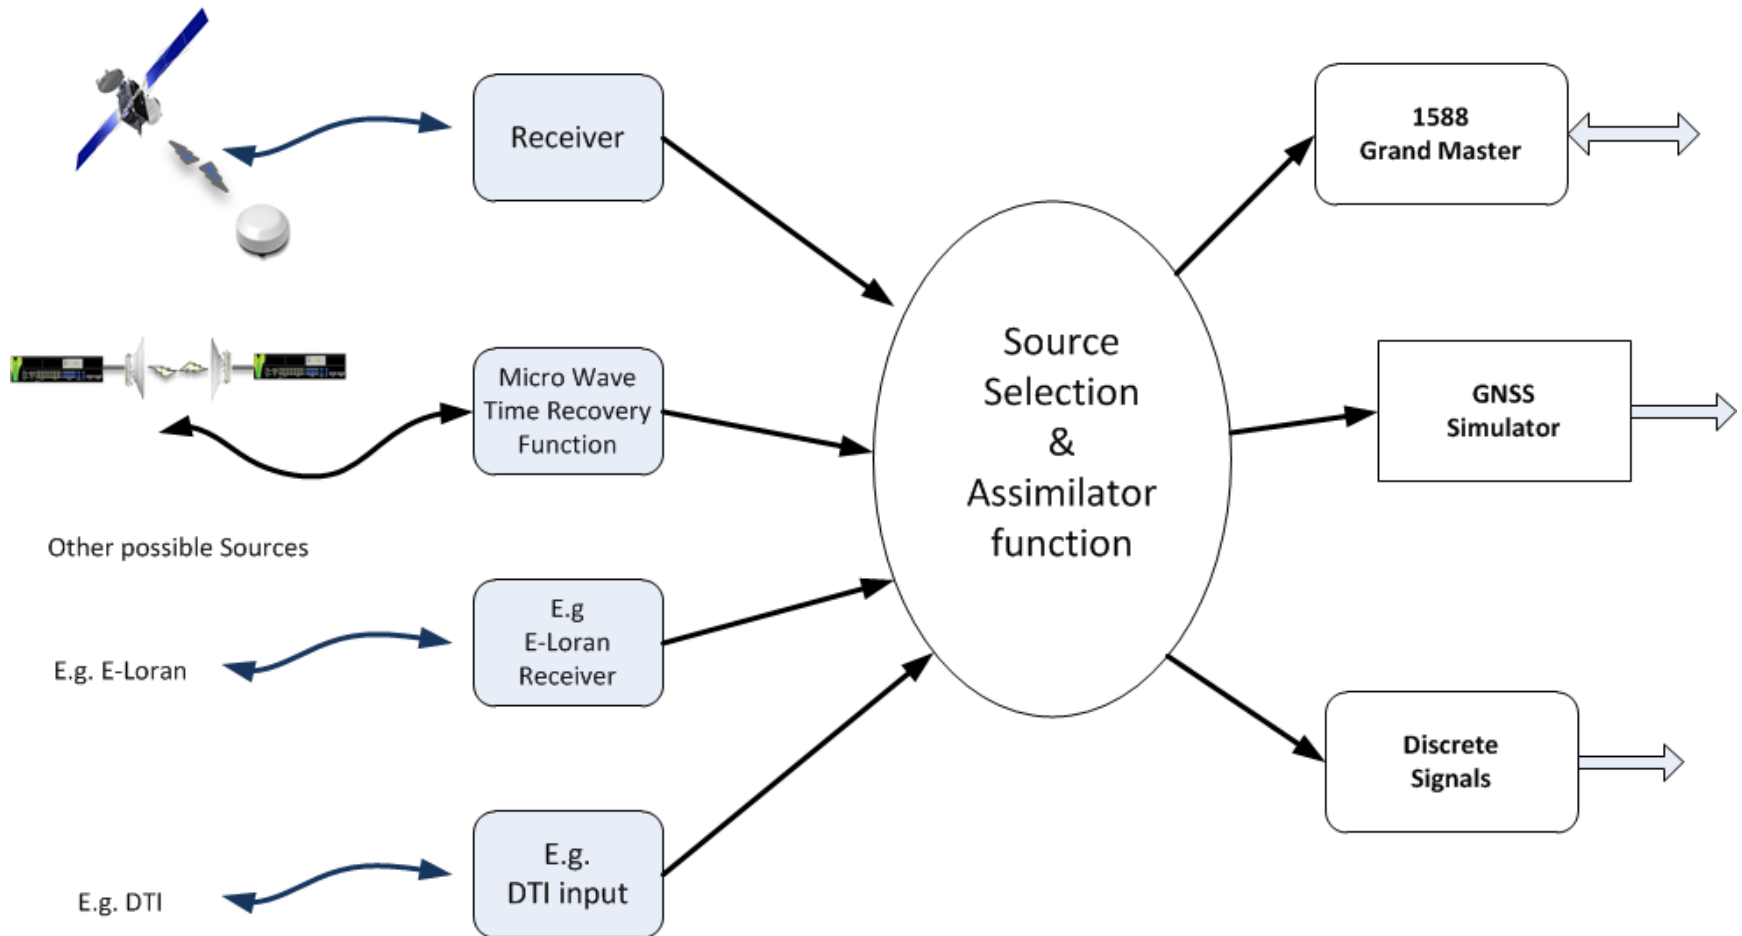 Receiver
Micro Wave
Time Recovery
Function
Other possible Sources
E.g. E-Loran
E.g
E-Loran
Receiver
E.g. DTI
E.g.
DTI input
Source
Selection
&
Assimilator
function
1588
Grand Master
GNSS
Simulator
Discrete
Signals